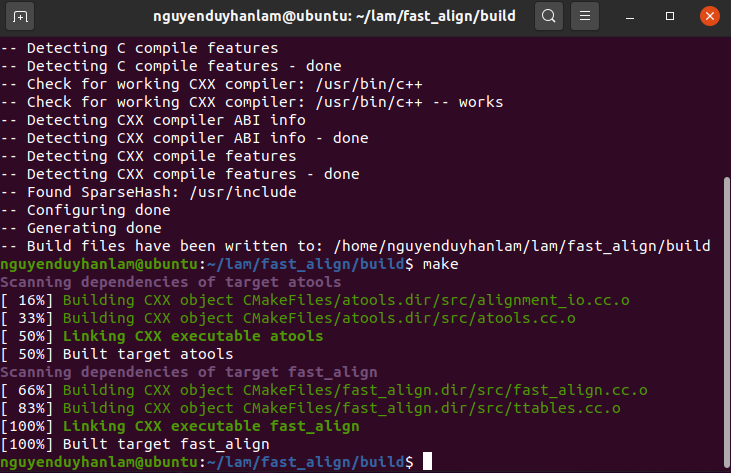 nguyenduyhanlam@ubuntu: ~/lam/fast_align/build
-- Detecting C compile features
-- Detecting C compile features - done
-- Check for working CXX compiler: /usr/bin/c++
-- Check for working CXX compiler: /usr/bin/c++ -- works
-- Detecting CXX compiler ABI info
-- Detecting CXX compiler ABI info - done
-- Detecting CXX compile features
-- Detecting CXX compile features - done
-- Found SparseHash: /usr/include
-- Configuring done
-- Generating done
-- Build files have been written to: /home/nguyenduyhanlam/lam/fast_align/build
nguyenduyhanlam@ubuntu:~/lam/fast_align/build$ make
Scanning dependencies of target atools
[ 16%] Building CXX object CMakeFiles/atools.dir/src/alignment_io.cc.o
[ 33%] Building CXX object CMakeFiles/atools.dir/src/atools.cc.o
[ 50%] Linking CXX executable atools
[ 50%] Built target atools
Scanning dependencies of target fast_align
[ 66%] Building CXX object CMakeFiles/fast_align.dir/src/fast_align.cc.o
[ 83%] Building CXX object CMakeFiles/fast_align.dir/src/ttables.cc.o
[100%] Linking CXX executable fast_align
[100%] Built target fast_align
nguyenduyhanlam@ubuntu:~/lam/fast_align/build$